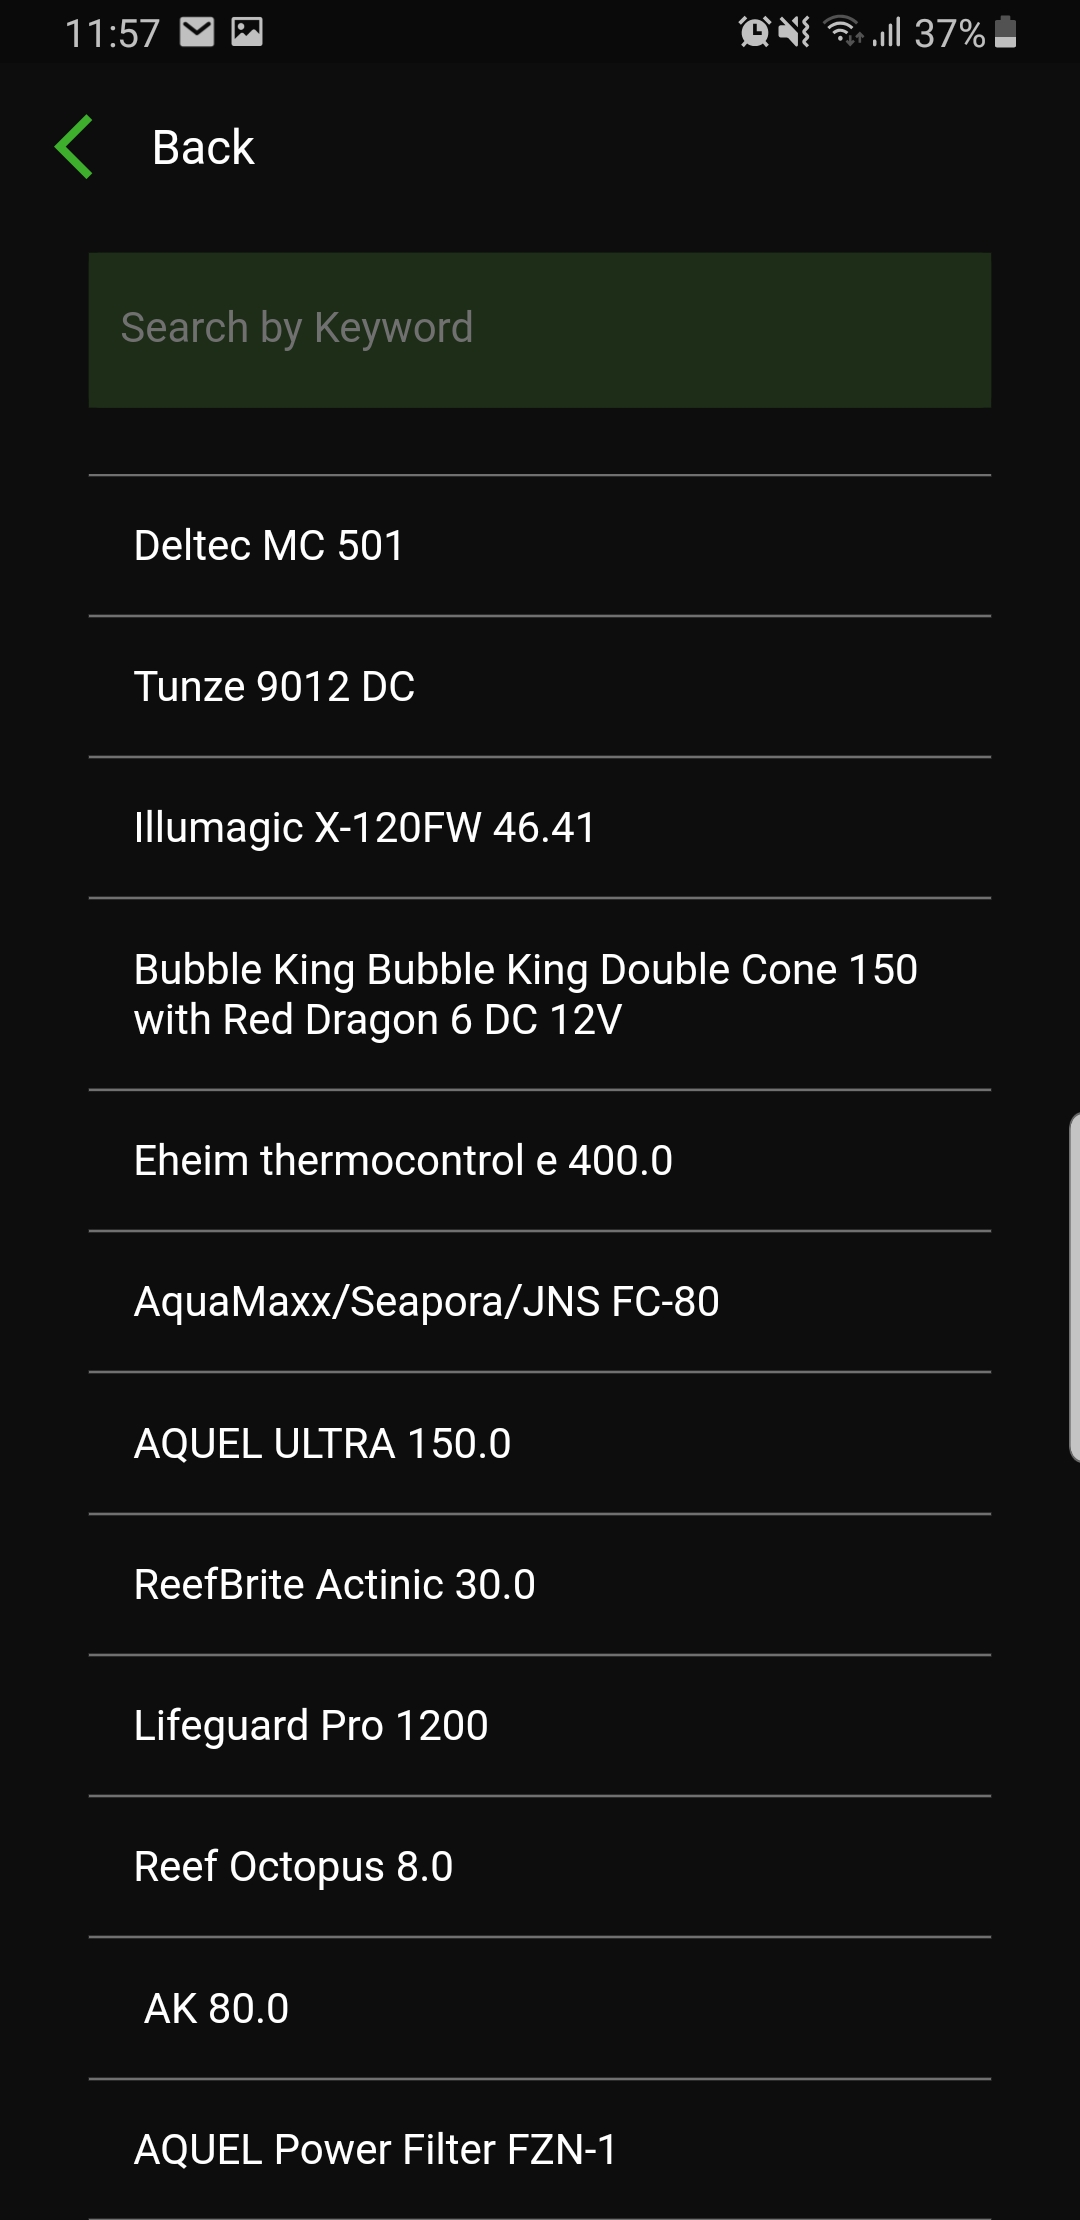 11:57
37%
Back
Search by Keyword
Deltec MC 501
Tunze 9012 DC
Illumagic X-120FW 46.41
Bubble King Bubble King Double Cone 150
with Red Dragon 6 DC 12V
Eheim thermocontrol e 400.0
AquaMaxx/Seapora/JNS FC-80
AQUEL ULTRA 150.0
ReefBrite Actinic 30.0
Lifeguard Pro 1200
Reef Octopus 8.0
AK 80.0
AQUEL Power Filter FZN-1